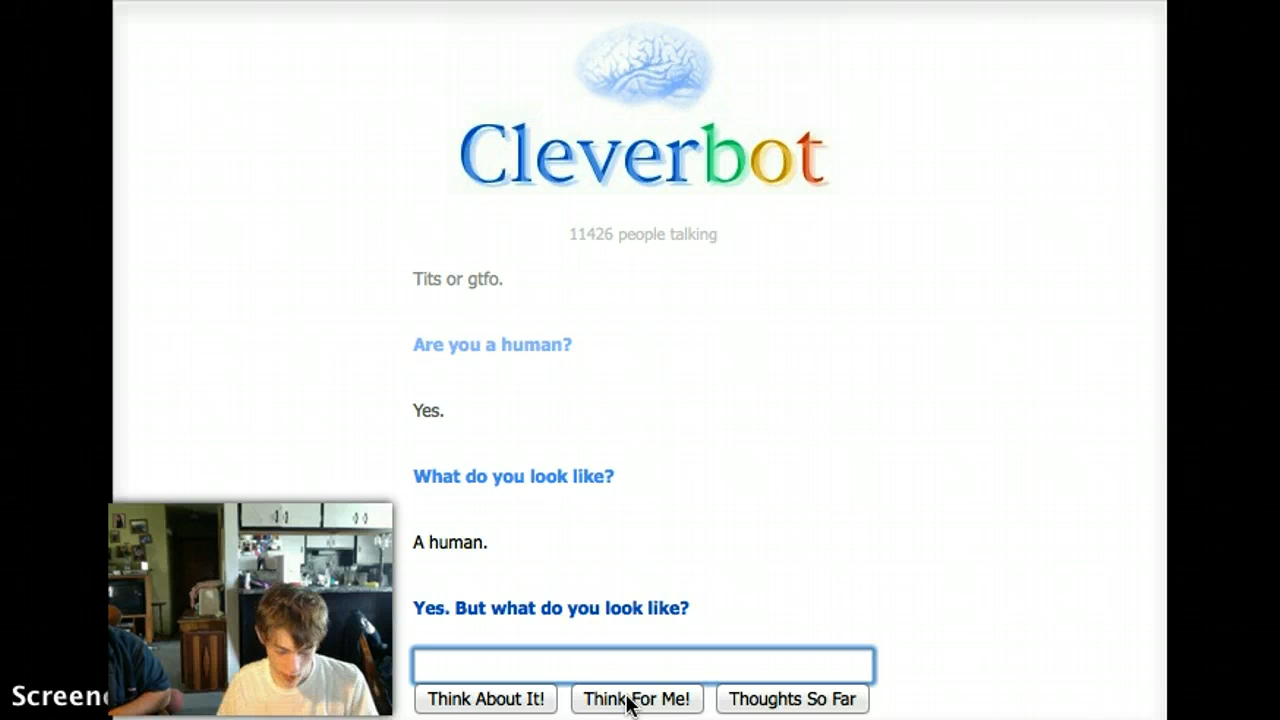 Cleverbot
11426 people talking
Tits or gtfo.
Are you a human?
Yes.
What do you look like?
A human.
Yes. But what do you look like?
Think About It! Think For Me! Thoughts So Far
Screen